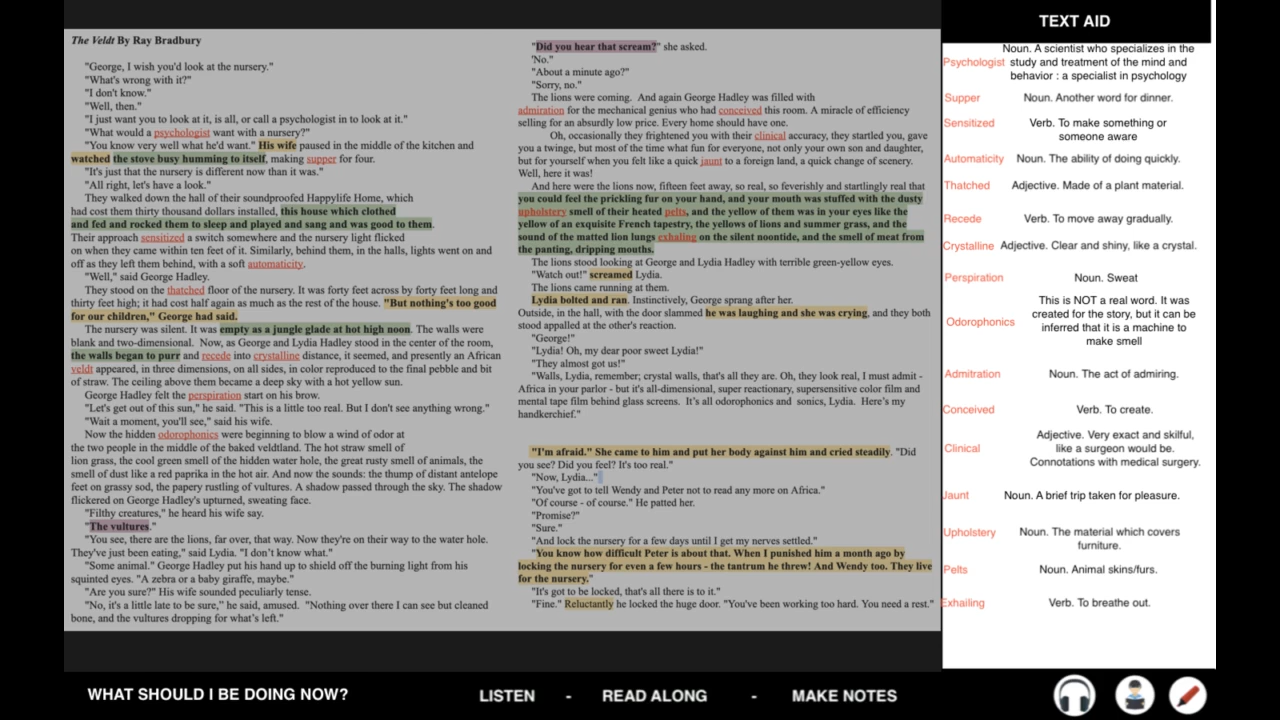 The Veldt By Ray Bradbury
"George, I wish you'd look at the nursery."
"What's wrong with it?"
"I don't know."
"Well, then."
"I just want you to look at it, is all, or call a psychologist in to look at it."
"What would a psychologist want with a nursery?"
"You know very well what he'd want." His wife paused in the middle of the kitchen and
watched the stove busy humming to itself, making supper for four.
"It's just that the nursery is different now than it was."
"All right, let's have a look."
They walked down the hall of their soundproofed Happylife Home, which
had cost them thirty thousand dollars installed, this house which clothed
and fed and rocked them to sleep and played and sang and was good to them.
Their approach sensitized a switch somewhere and the nursery light flicked
on when they came within ten feet of it. Similarly, behind them, in the halls, lights went on and
off as they left them behind, with a soft automaticity.
"Well," said George Hadley.
They stood on the thatched floor of the nursery. It was forty feet across by forty feet long and
thirty feet high; it had cost half again as much as the rest of the house. "But nothing's too good
for our children," George had said.
The nursery was silent. It was empty as a jungle glade at hot high noon. The walls were
blank and two-dimensional.  Now, as George and Lydia Hadley stood in the center of the room,
the walls began to purr and recede into crystalline distance, it seemed, and presently an African
veldt appeared, in three dimensions, on all sides, in color reproduced to the final pebble and bit
of straw. The ceiling above them became a deep sky with a hot yellow sun.
George Hadley felt the perspiration start on his brow.
"Let's get out of this sun," he said. "This is a little too real. But I don't see anything wrong."
"Wait a moment, you'll see," said his wife.
Now the hidden odorophonics were beginning to blow a wind of odor at
the two people in the middle of the baked veldtland. The hot straw smell of
lion grass, the cool green smell of the hidden water hole, the great rusty smell of animals, the
smell of dust like a red paprika in the hot air. And now the sounds: the thump of distant antelope
feet on grassy sod, the papery rustling of vultures. A shadow passed through the sky. The shadow
flickered on George Hadley's upturned, sweating face.
"Filthy creatures," he heard his wife say.
"The vultures."
"You see, there are the lions, far over, that way. Now they're on their way to the water hole.
They've just been eating," said Lydia. "I don't know what."
"Some animal." George Hadley put his hand up to shield off the burning light from his
squinted eyes. "A zebra or a baby giraffe, maybe."
"Are you sure?" His wife sounded peculiarly tense.
"No, it's a little late to be sure," he said, amused.  "Nothing over there I can see but cleaned
bone, and the vultures dropping for what's left."
"Did you hear that scream?" she asked.
'No."
"About a minute ago?"
"Sorry, no."
The lions were coming.  And again George Hadley was filled with
admiration for the mechanical genius who had conceived this room. A miracle of efficiency
selling for an absurdly low price. Every home should have one.
Oh, occasionally they frightened you with their clinical accuracy, they startled you, gave
you a twinge, but most of the time what fun for everyone, not only your own son and daughter,
but for yourself when you felt like a quick jaunt to a foreign land, a quick change of scenery.
Well, here it was!
And here were the lions now, fifteen feet away, so real, so feverishly and startlingly real that
you could feel the prickling fur on your hand, and your mouth was stuffed with the dusty
upholstery smell of their heated pelts, and the yellow of them was in your eyes like the
yellow of an exquisite French tapestry, the yellows of lions and summer grass, and the
sound of the matted lion lungs exhaling on the silent noontide, and the smell of meat from
the panting, dripping mouths.
The lions stood looking at George and Lydia Hadley with terrible green-yellow eyes.
"Watch out!" screamed Lydia.
The lions came running at them.
Lydia bolted and ran. Instinctively, George sprang after her.
Outside, in the hall, with the door slammed he was laughing and she was crying, and they both
stood appalled at the other's reaction.
"George!"
"Lydia! Oh, my dear poor sweet Lydia!"
"They almost got us!"
"Walls, Lydia, remember; crystal walls, that's all they are. Oh, they look real, I must admit -
Africa in your parlor - but it's all-dimensional, super reactionary, supersensitive color film and
mental tape film behind glass screens.  It's all odorophonics and  sonics, Lydia.  Here's my
handkerchief."
"I'm afraid." She came to him and put her body against him and cried steadily. "Did
you see? Did you feel? It's too real."
"Now, Lydia..."
"You've got to tell Wendy and Peter not to read any more on Africa."
"Of course - of course." He patted her.
"Promise?"
"Sure."
"And lock the nursery for a few days until I get my nerves settled."
"You know how difficult Peter is about that. When I punished him a month ago by
locking the nursery for even a few hours - the tantrum he threw! And Wendy too. They live
for the nursery."
"It's got to be locked, that's all there is to it."
"Fine." Reluctantly he locked the huge door. "You've been working too hard. You need a rest."
TEXT AID
Psychologist Noun. A scientist who specializes in the
study and treatment of the mind and
behavior : a specialist in psychology
Supper Noun. Another word for dinner.
Sensitized Verb. To make something or
someone aware
Automaticity Noun. The ability of doing quickly.
Thatched Adjective. Made of a plant material.
Recede Verb. To move away gradually.
Crystalline Adjective. Clear and shiny, like a crystal.
Perspiration Noun. Sweat
Odorophonics This is NOT a real word. It was
created for the story, but it can be
inferred that it is a machine to
make smell
Admitration Noun. The act of admiring.
Conceived Verb. To create.
Clinical Adjective. Very exact and skilful,
like a surgeon would be.
Connotations with medical surgery.
Jaunt Noun. A brief trip taken for pleasure.
Upholstery Noun. The material which covers
furniture.
Pelts Noun. Animal skins/furs.
Exhailing Verb. To breathe out.
WHAT SHOULD I BE DOING NOW? LISTEN - READ ALONG - MAKE NOTES